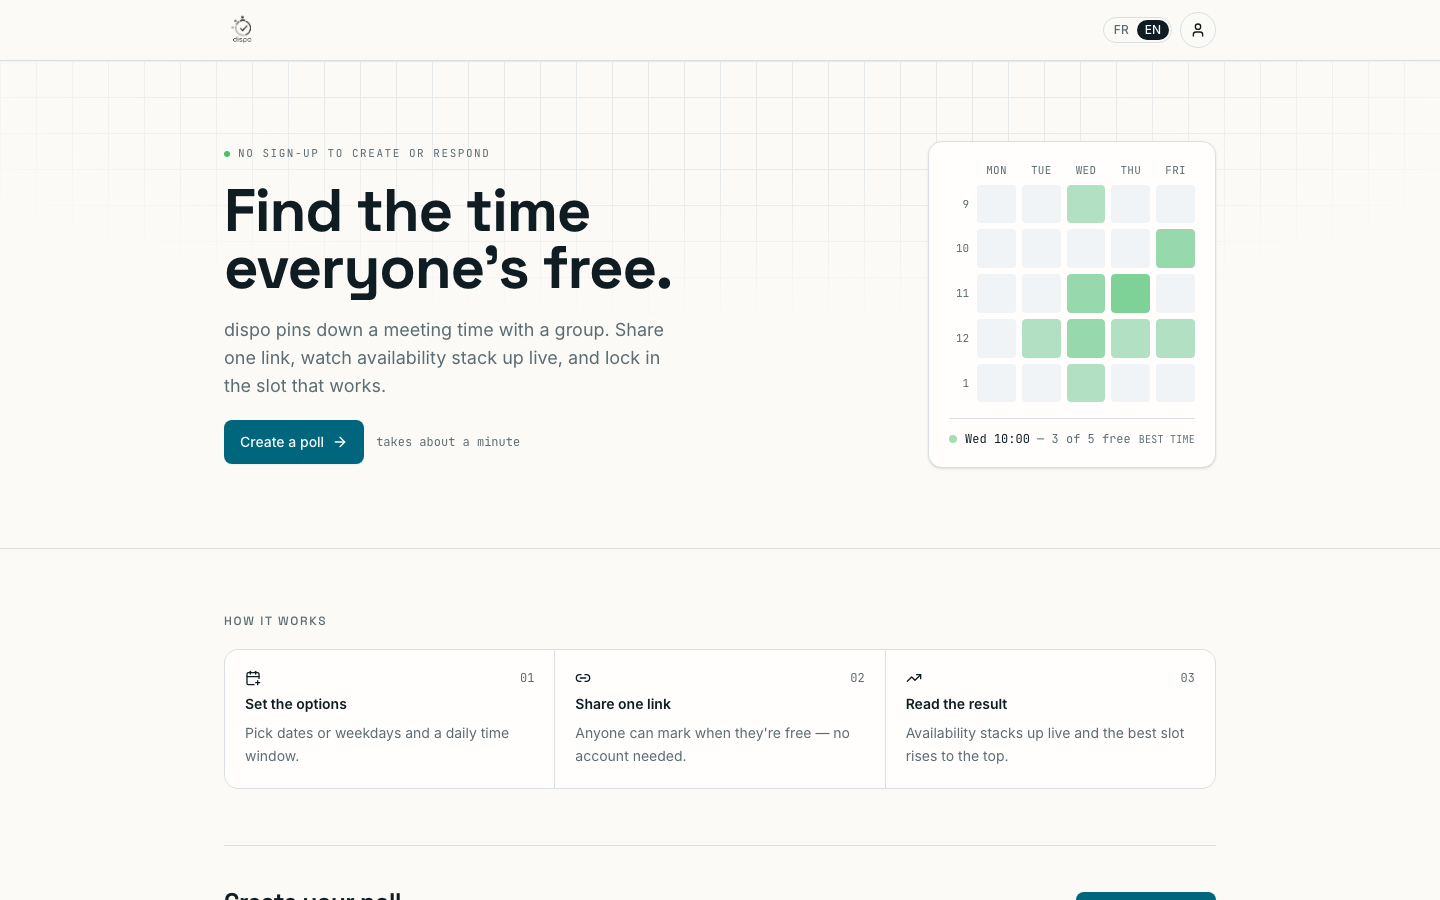 dispo
FR EN
NO SIGN-UP TO CREATE OR RESPOND
Find the time
everyone’s free.
dispo pins down a meeting time with a group. Share
one link, watch availability stack up live, and lock in
the slot that works.
Create a poll →
takes about a minute
MON TUE WED THU FRI
9
10
11
12
1
Wed 10:00 — 3 of 5 free BEST TIME
HOW IT WORKS
01
Set the options
Pick dates or weekdays and a daily time
window.
02
Share one link
Anyone can mark when they're free — no
account needed.
03
Read the result
Availability stacks up live and the best slot
rises to the top.
Create your poll